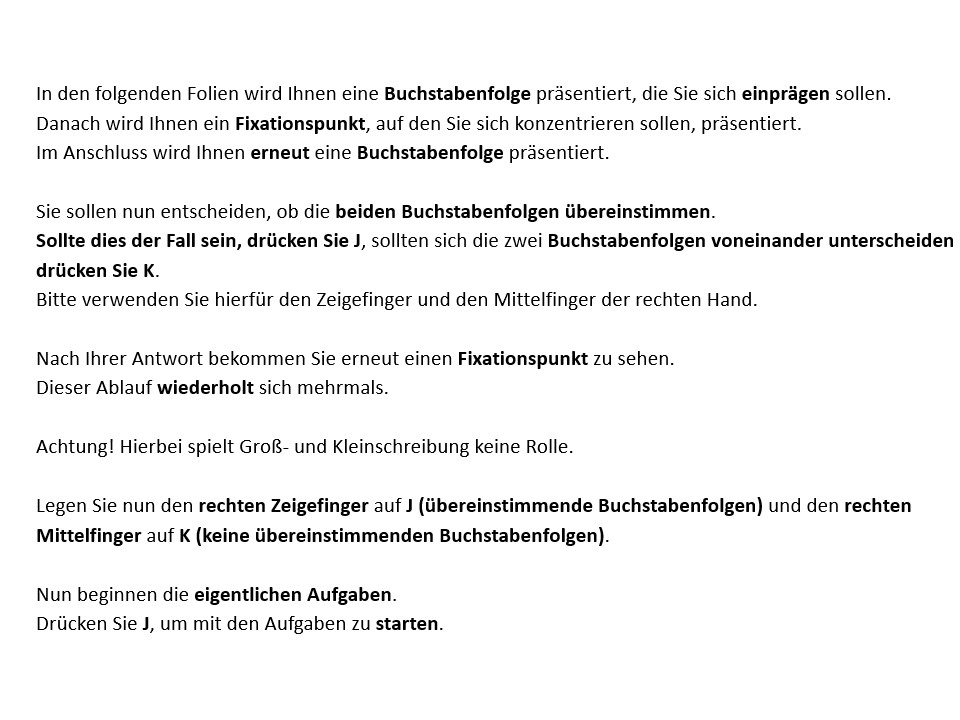 In den folgenden Folien wird Ihnen eine Buchstabenfolge präsentiert, die Sie sich einprägen sollen.
Danach wird Ihnen ein Fixationspunkt, auf den Sie sich konzentrieren sollen, präsentiert.
Im Anschluss wird Ihnen erneut eine Buchstabenfolge präsentiert.
Sie sollen nun entscheiden, ob die beiden Buchstabenfolgen übereinstimmen.
Sollte dies der Fall sein, drücken Sie J, sollten sich die zwei Buchstabenfolgen voneinander unterscheiden
drücken Sie K.
Bitte verwenden Sie hierfür den Zeigefinger und den Mittelfinger der rechten Hand.
Nach Ihrer Antwort bekommen Sie erneut einen Fixationspunkt zu sehen.
Dieser Ablauf wiederholt sich mehrmals.
Achtung! Hierbei spielt Groß- und Kleinschreibung keine Rolle.
Legen Sie nun den rechten Zeigefinger auf J (übereinstimmende Buchstabenfolgen) und den rechten
Mittelfinger auf K (keine übereinstimmenden Buchstabenfolgen).
Nun beginnen die eigentlichen Aufgaben.
Drücken Sie J, um mit den Aufgaben zu starten.